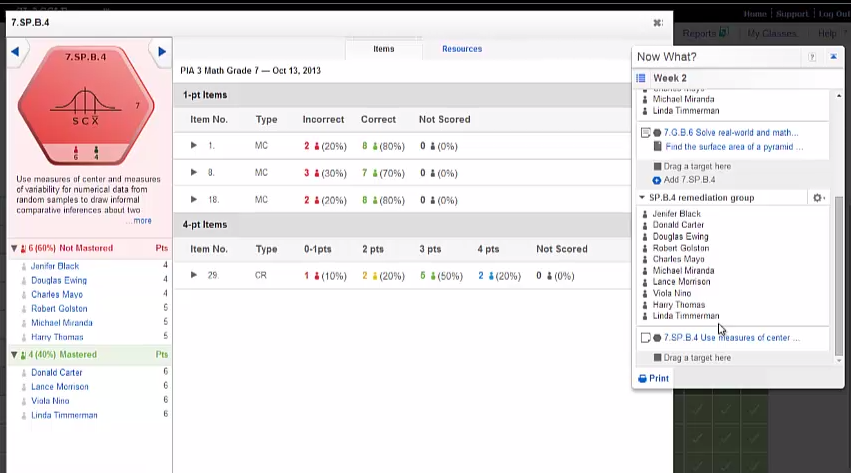 Home Support Log Out
7.SP.B.4
Reports My Classes Help
7.SP.B.4
7
S C X̄
6 4
Use measures of center and
measures of variability for numerical data from
random samples to draw informal
comparative inferences about two
...more
6 (60%) Not Mastered Pts
Jenifer Black 4
Douglas Ewing 4
Charles Mayo 4
Robert Golston 5
Michael Miranda 5
Harry Thomas 5
4 (40%) Mastered Pts
Donald Carter 6
Lance Morrison 6
Viola Nino 6
Linda Timmerman 6
Items Resources
PIA 3 Math Grade 7 — Oct 13, 2013
1-pt Items
Item No. Type Incorrect Correct Not Scored
1. MC 2 (20%) 8 (80%) 0 (0%)
8. MC 3 (30%) 7 (70%) 0 (0%)
18. MC 2 (20%) 8 (80%) 0 (0%)
4-pt Items
Item No. Type 0-1pts 2 pts 3 pts 4 pts Not Scored
29. CR 1 (10%) 2 (20%) 5 (50%) 2 (20%) 0 (0%)
Now What? ?
Week 2
Charles Mayo
Michael Miranda
Linda Timmerman
7.G.B.6 Solve real-world and math...
Find the surface area of a pyramid ...
Drag a target here
Add 7.SP.B.4
SP.B.4 remediation group
Jenifer Black
Donald Carter
Douglas Ewing
Robert Golston
Charles Mayo
Michael Miranda
Lance Morrison
Viola Nino
Harry Thomas
Linda Timmerman
7.SP.B.4 Use measures of center ...
Drag a target here
Print